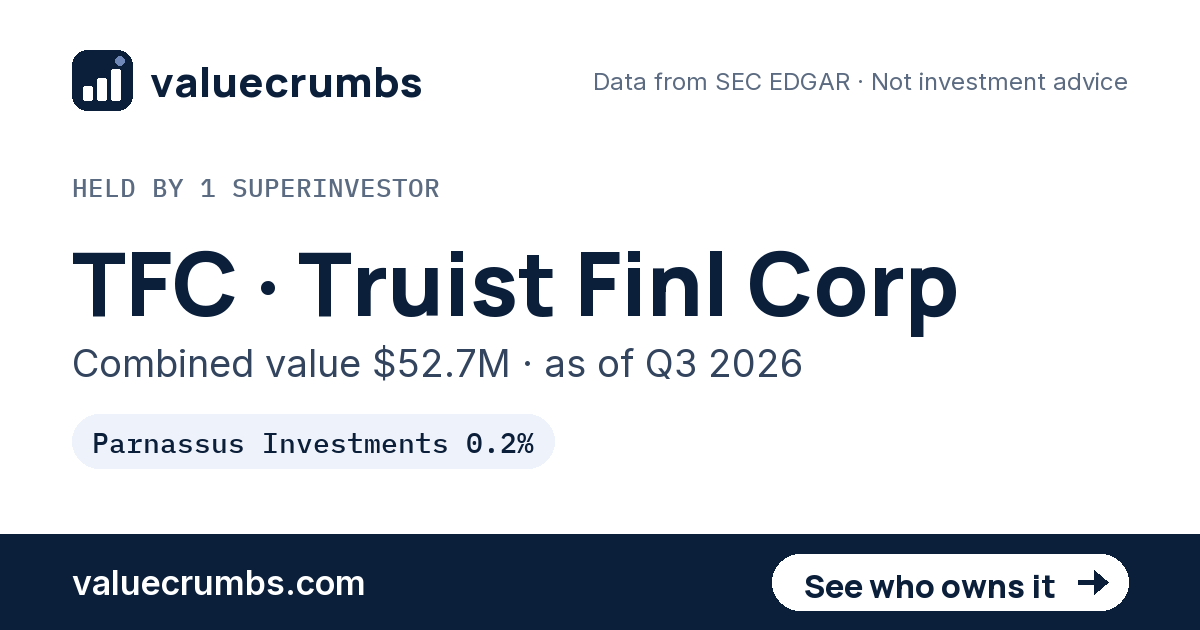 valuecrumbs
Data from SEC EDGAR · Not investment advice
HELD BY 1 SUPERINVESTOR
TFC · Truist Finl Corp
Combined value $52.7M · as of Q3 2026
Parnassus Investments 0.2%
valuecrumbs.com
See who owns it →